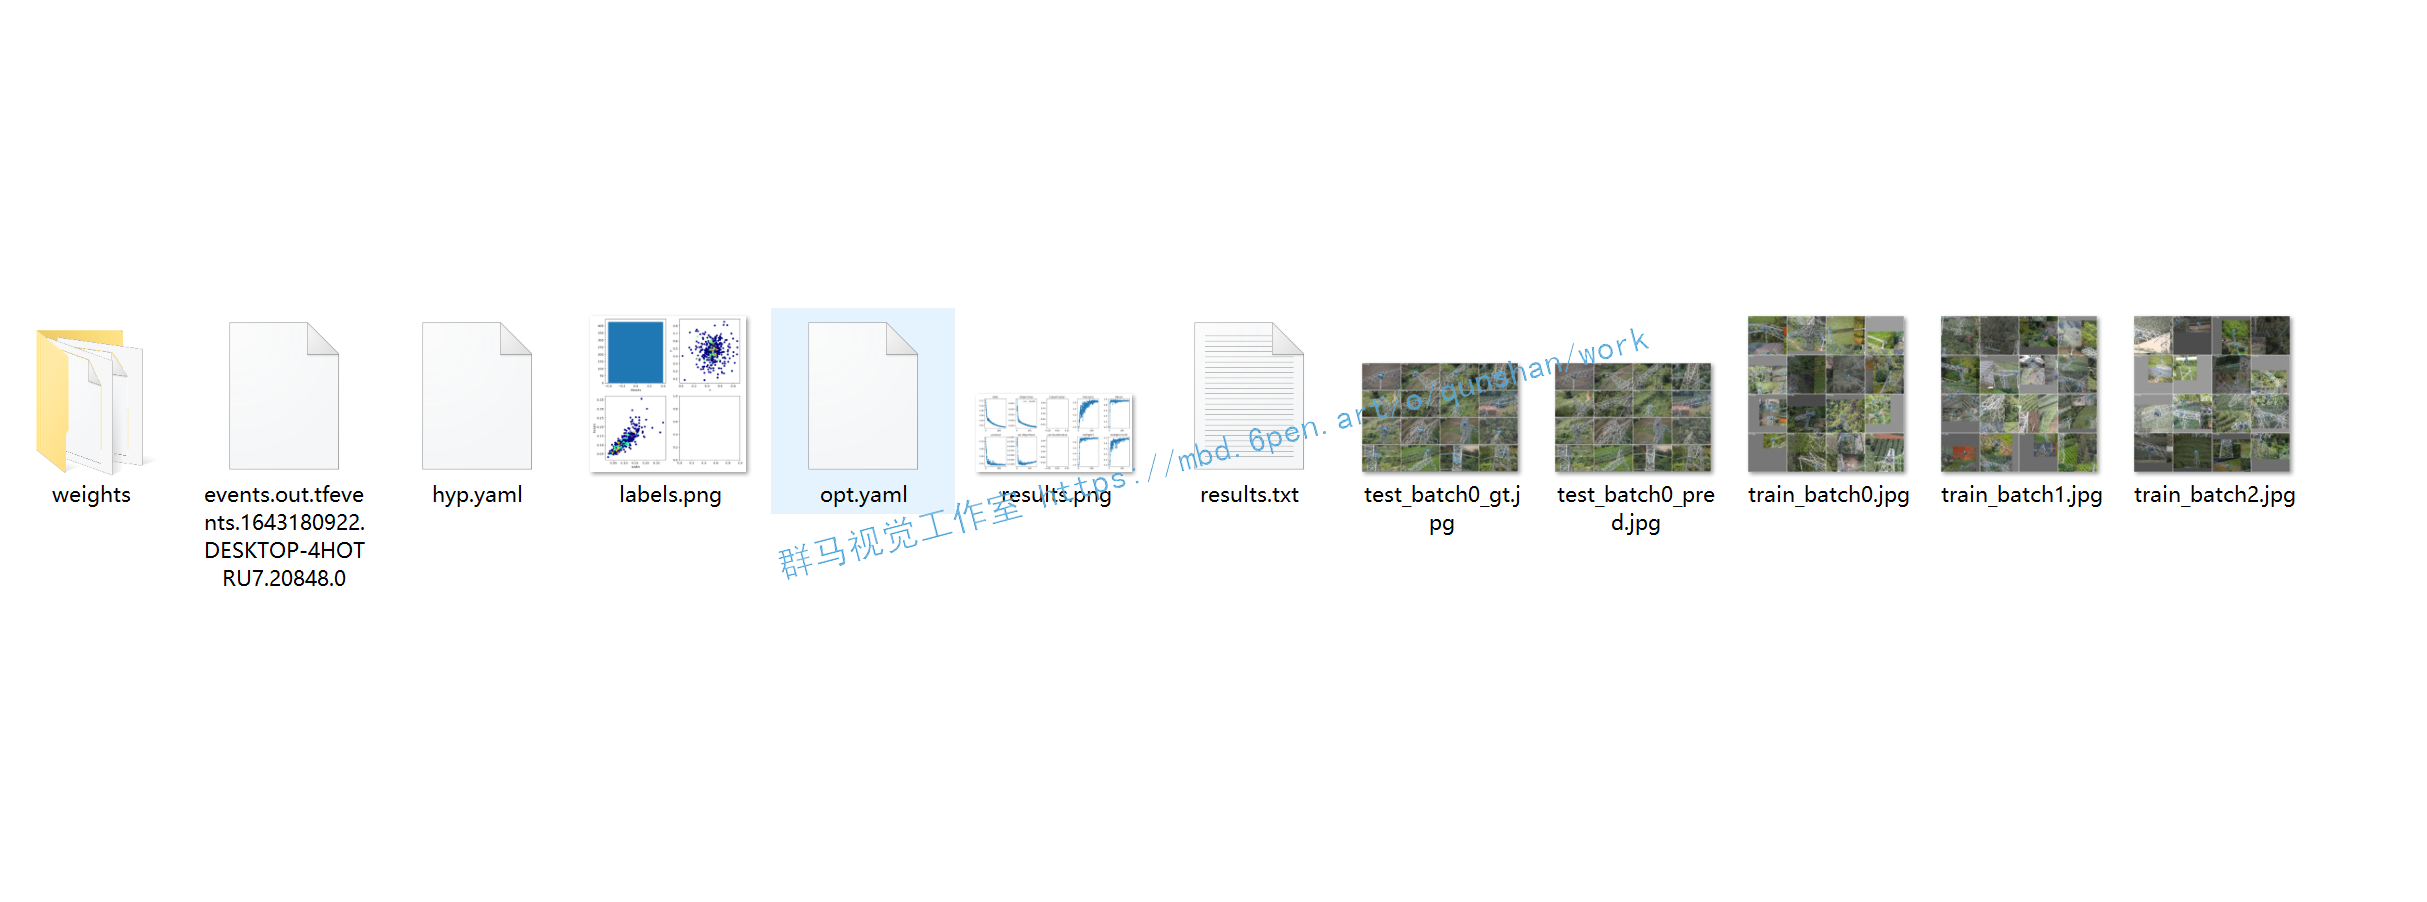 weights
events.out.tfeve
nts.1643180922.
DESKTOP-4HOT
RU7.20848.0
hyp.yaml
labels.png
opt.yaml
results.png
results.txt
test_batch0_gt.j
pg
test_batch0_pre
d.jpg
train_batch0.jpg
train_batch1.jpg
train_batch2.jpg
群马视觉工作室 https://mbd.6pen.art/o/qunshan/work